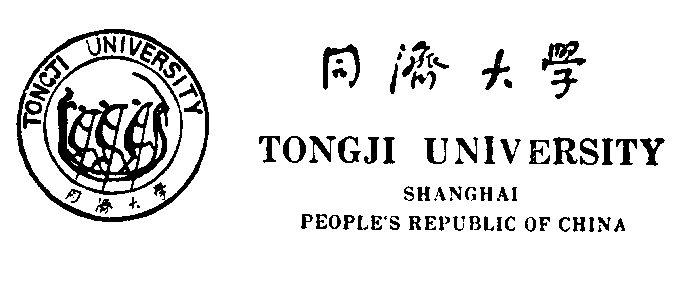 TONGJI UNIVERSITY
同濟大學
同濟大學
TONGJI UNIVERSITY
SHANGHAI
PEOPLE'S REPUBLIC OF CHINA